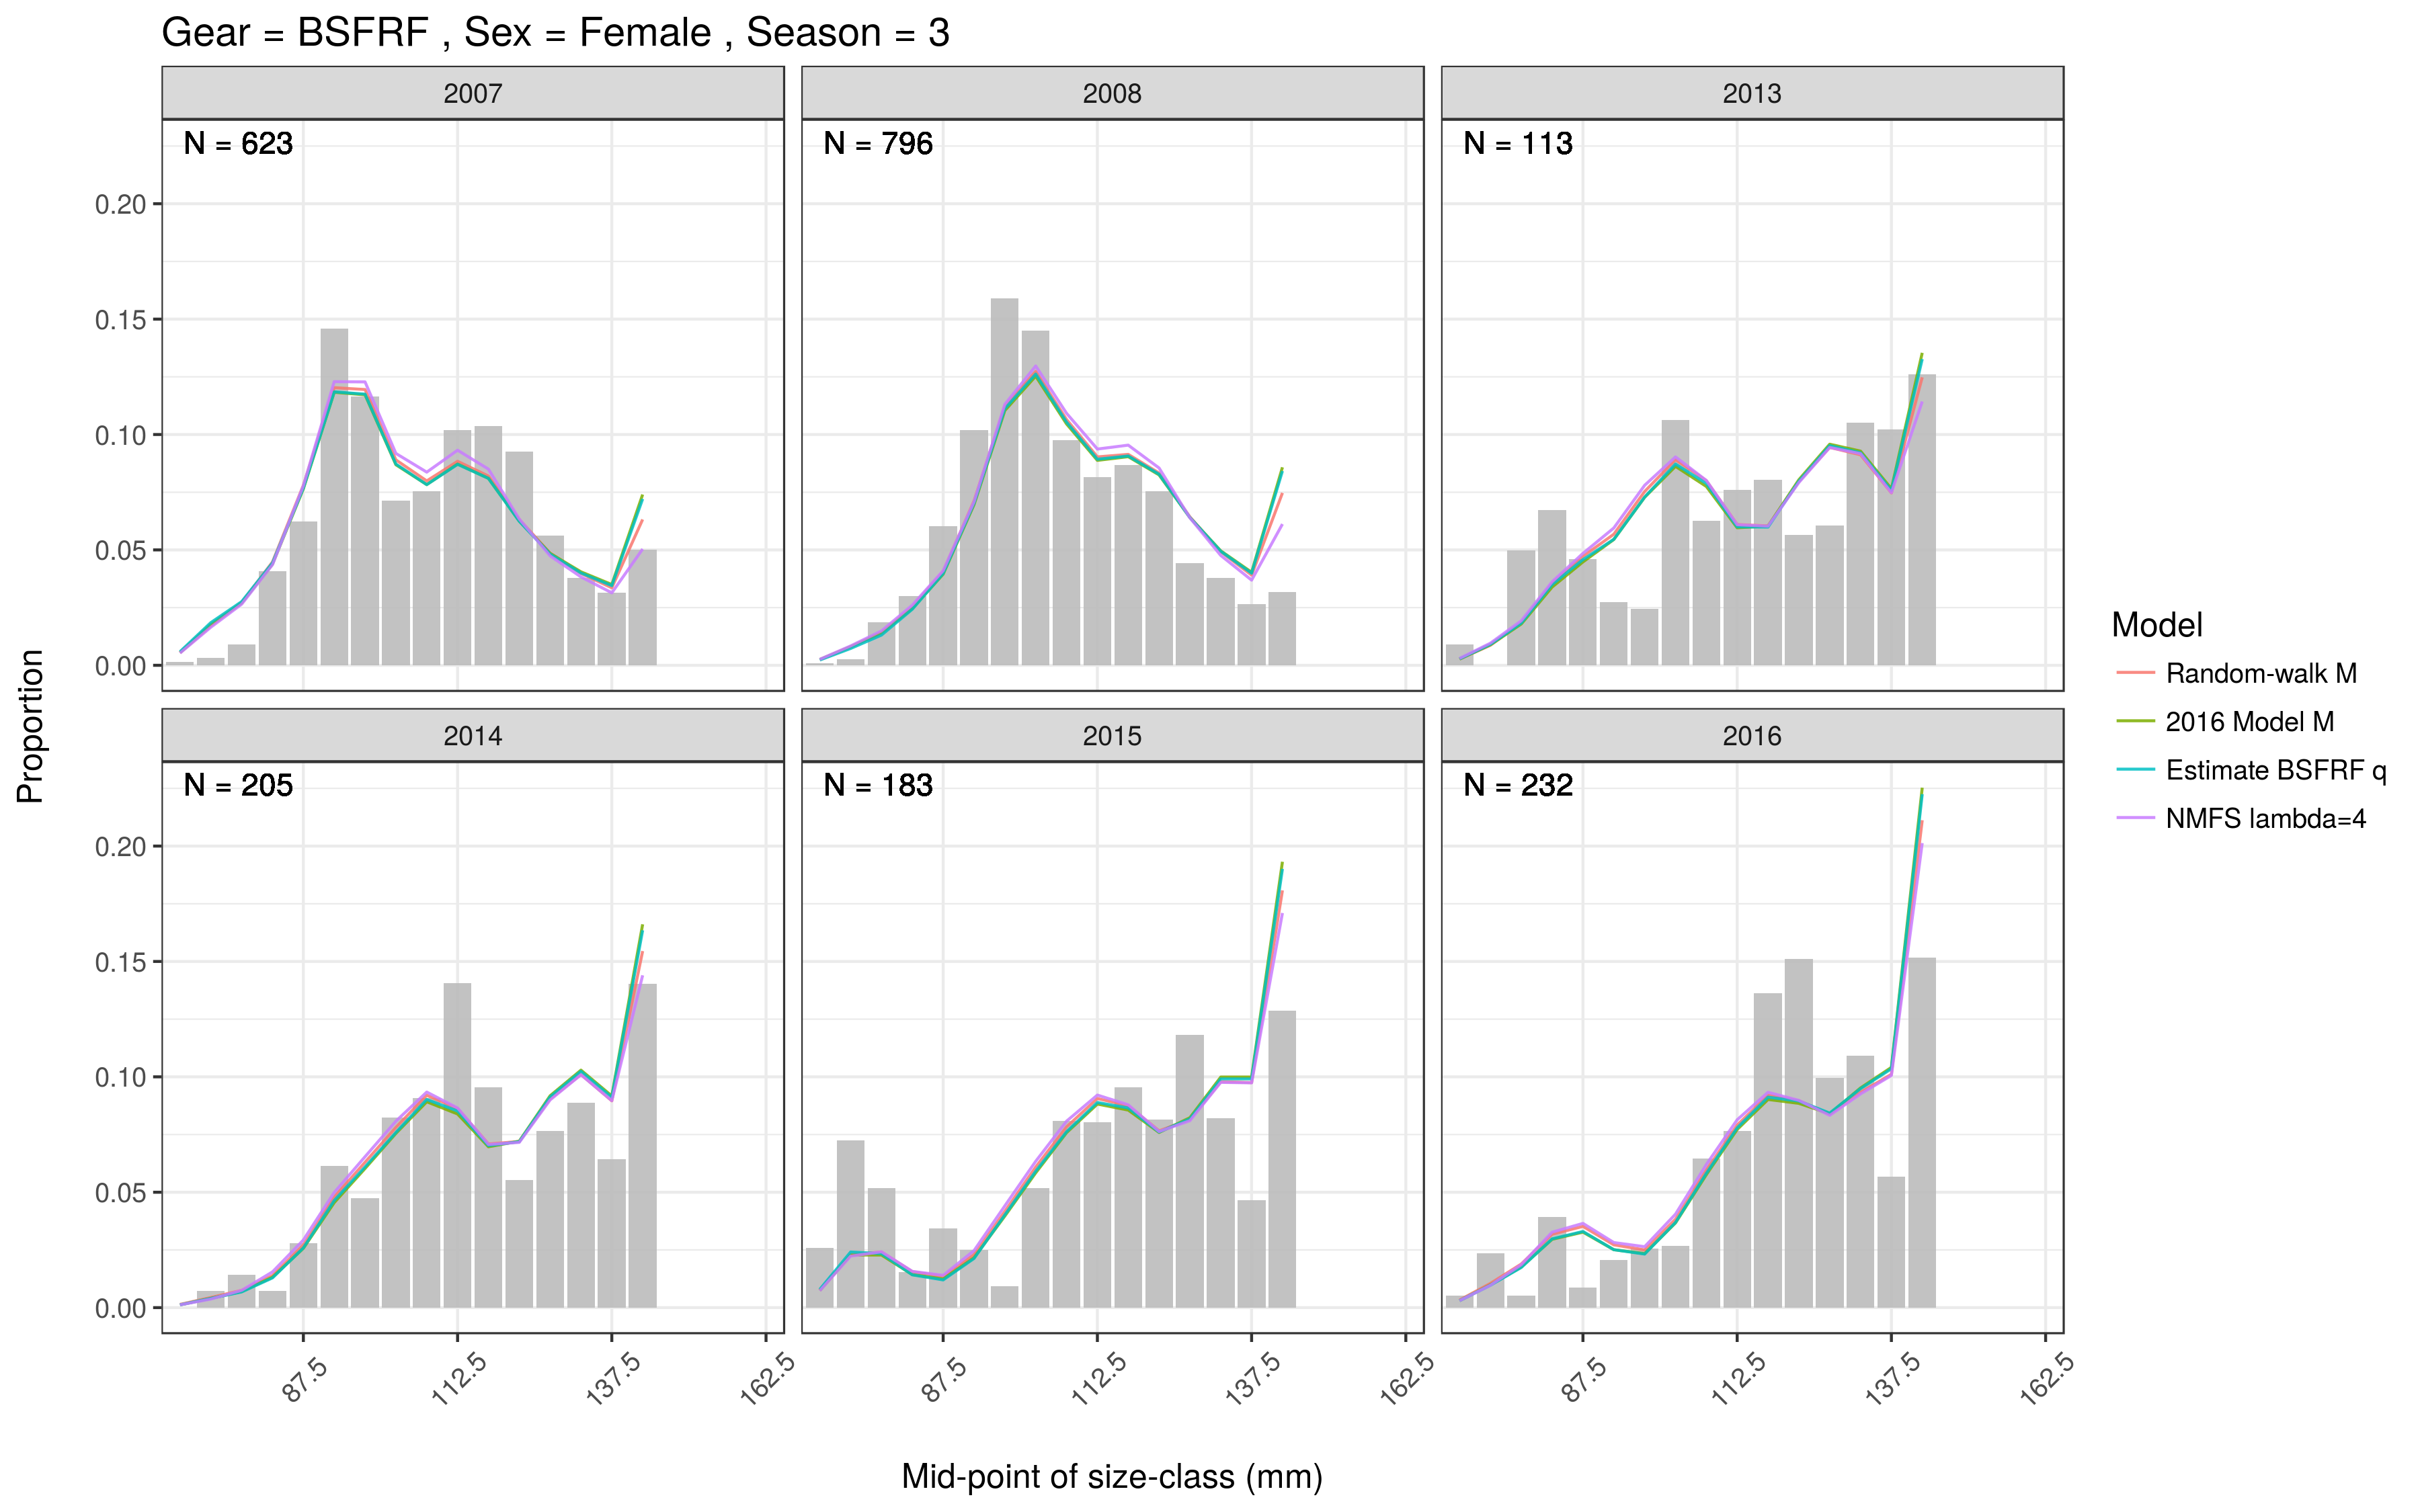 Gear = BSFRF , Sex = Female , Season = 3
2007
2008
2013
N = 623
N = 796
N = 113
0.20
0.15
0.10
0.05
0.00
2014
2015
2016
N = 205
N = 183
N = 232
0.20
0.15
0.10
0.05
0.00
87.5
112.5
137.5
162.5
87.5
112.5
137.5
162.5
87.5
112.5
137.5
162.5
Proportion
Mid-point of size-class (mm)
Model
Random-walk M
2016 Model M
Estimate BSFRF q
NMFS lambda=4